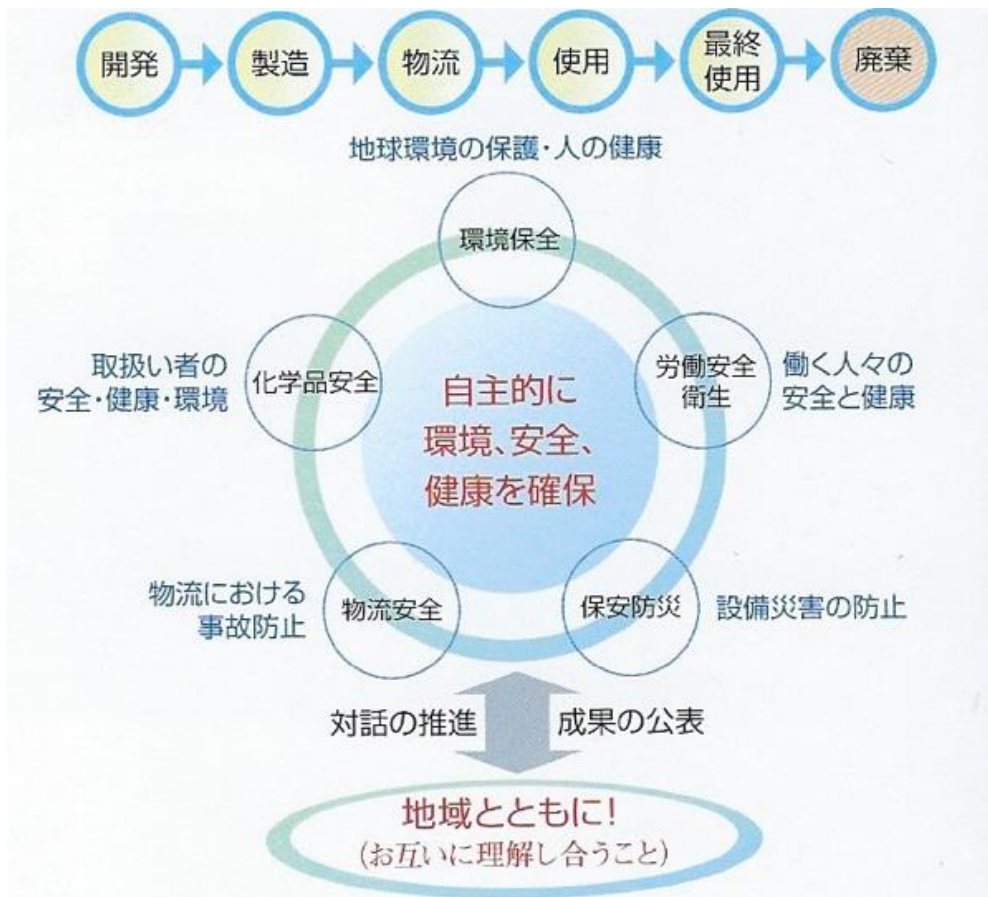 開発
製造
物流
使用
最終
使用
廃棄
地球環境の保護・人の健康
環境保全
取扱い者の
安全・健康・環境
化学品安全
自主的に
環境、安全、
健康を確保
労働安全
衛生
働く人々の
安全と健康
物流における
事故防止
物流安全
保安防災
設備災害の防止
対話の推進
成果の公表
地域とともに!
(お互いに理解し合うこと)